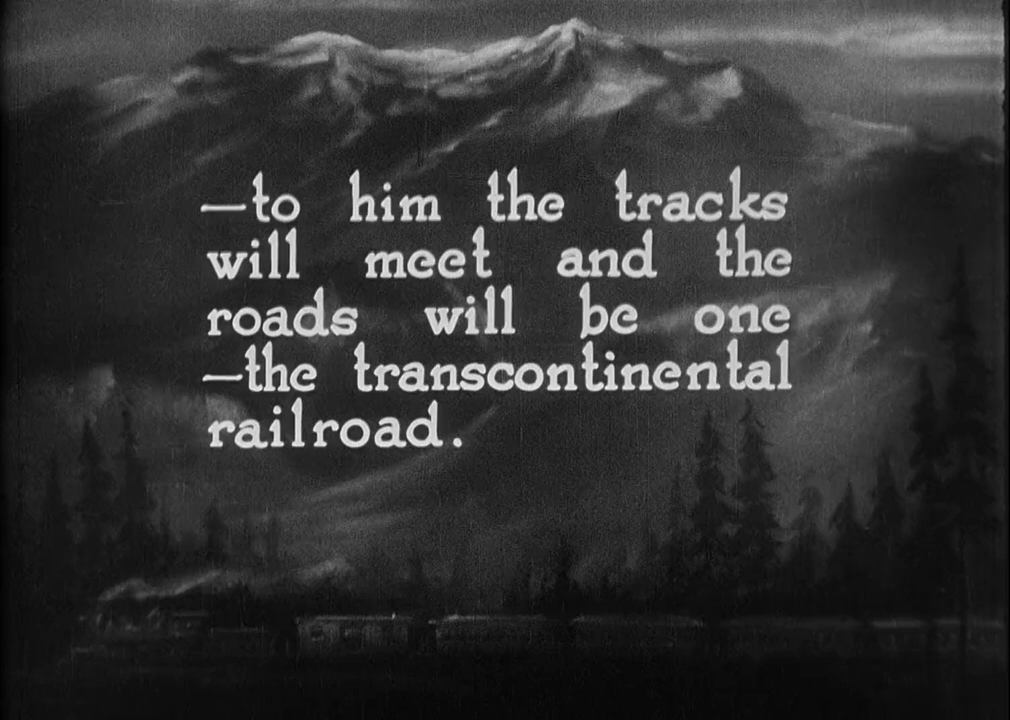 —to him the tracks
will meet and the
roads will be one
—the transcontinental
railroad.